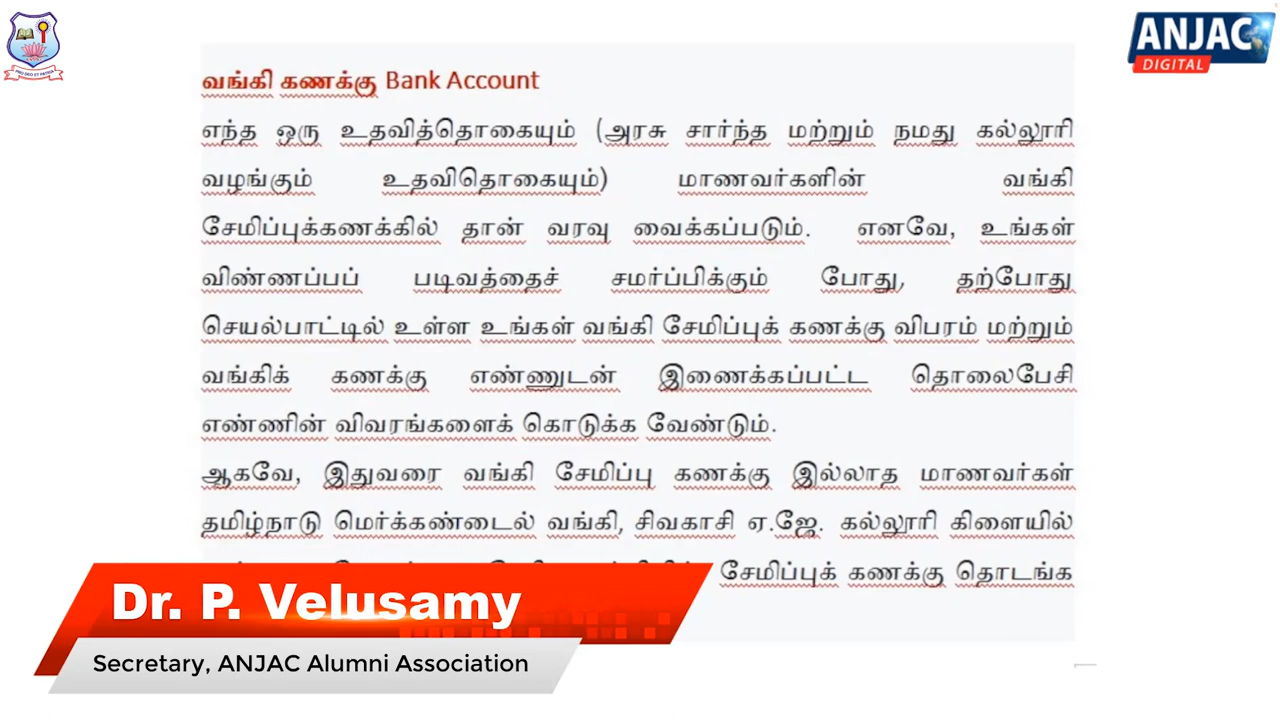 ANJAC
DIGITAL
வங்கி கணக்கு Bank Account
எந்த ஒரு உதவித்தொகையும் (அரசு சார்ந்த மற்றும் நமது கல்லூரி
வழங்கும் உதவிதொகையும்) மாணவர்களின் வங்கி
சேமிப்புக்கணக்கில் தான் வரவு வைக்கப்படும். எனவே, உங்கள்
விண்ணப்பப் படிவத்தைச் சமர்ப்பிக்கும் போது, தற்போது
செயல்பாட்டில் உள்ள உங்கள் வங்கி சேமிப்புக் கணக்கு விபரம் மற்றும்
வங்கிக் கணக்கு எண்ணுடன் இணைக்கப்பட்ட தொலைபேசி
எண்ணின் விவரங்களைக் கொடுக்க வேண்டும்.
ஆகவே, இதுவரை வங்கி சேமிப்பு கணக்கு இல்லாத மாணவர்கள்
தமிழ்நாடு மெர்க்கண்டைல் வங்கி, சிவகாசி ஏ.ஜே. கல்லூரி கிளையில்
சேமிப்புக் கணக்கு தொடங்க
Dr. P. Velusamy
Secretary, ANJAC Alumni Association